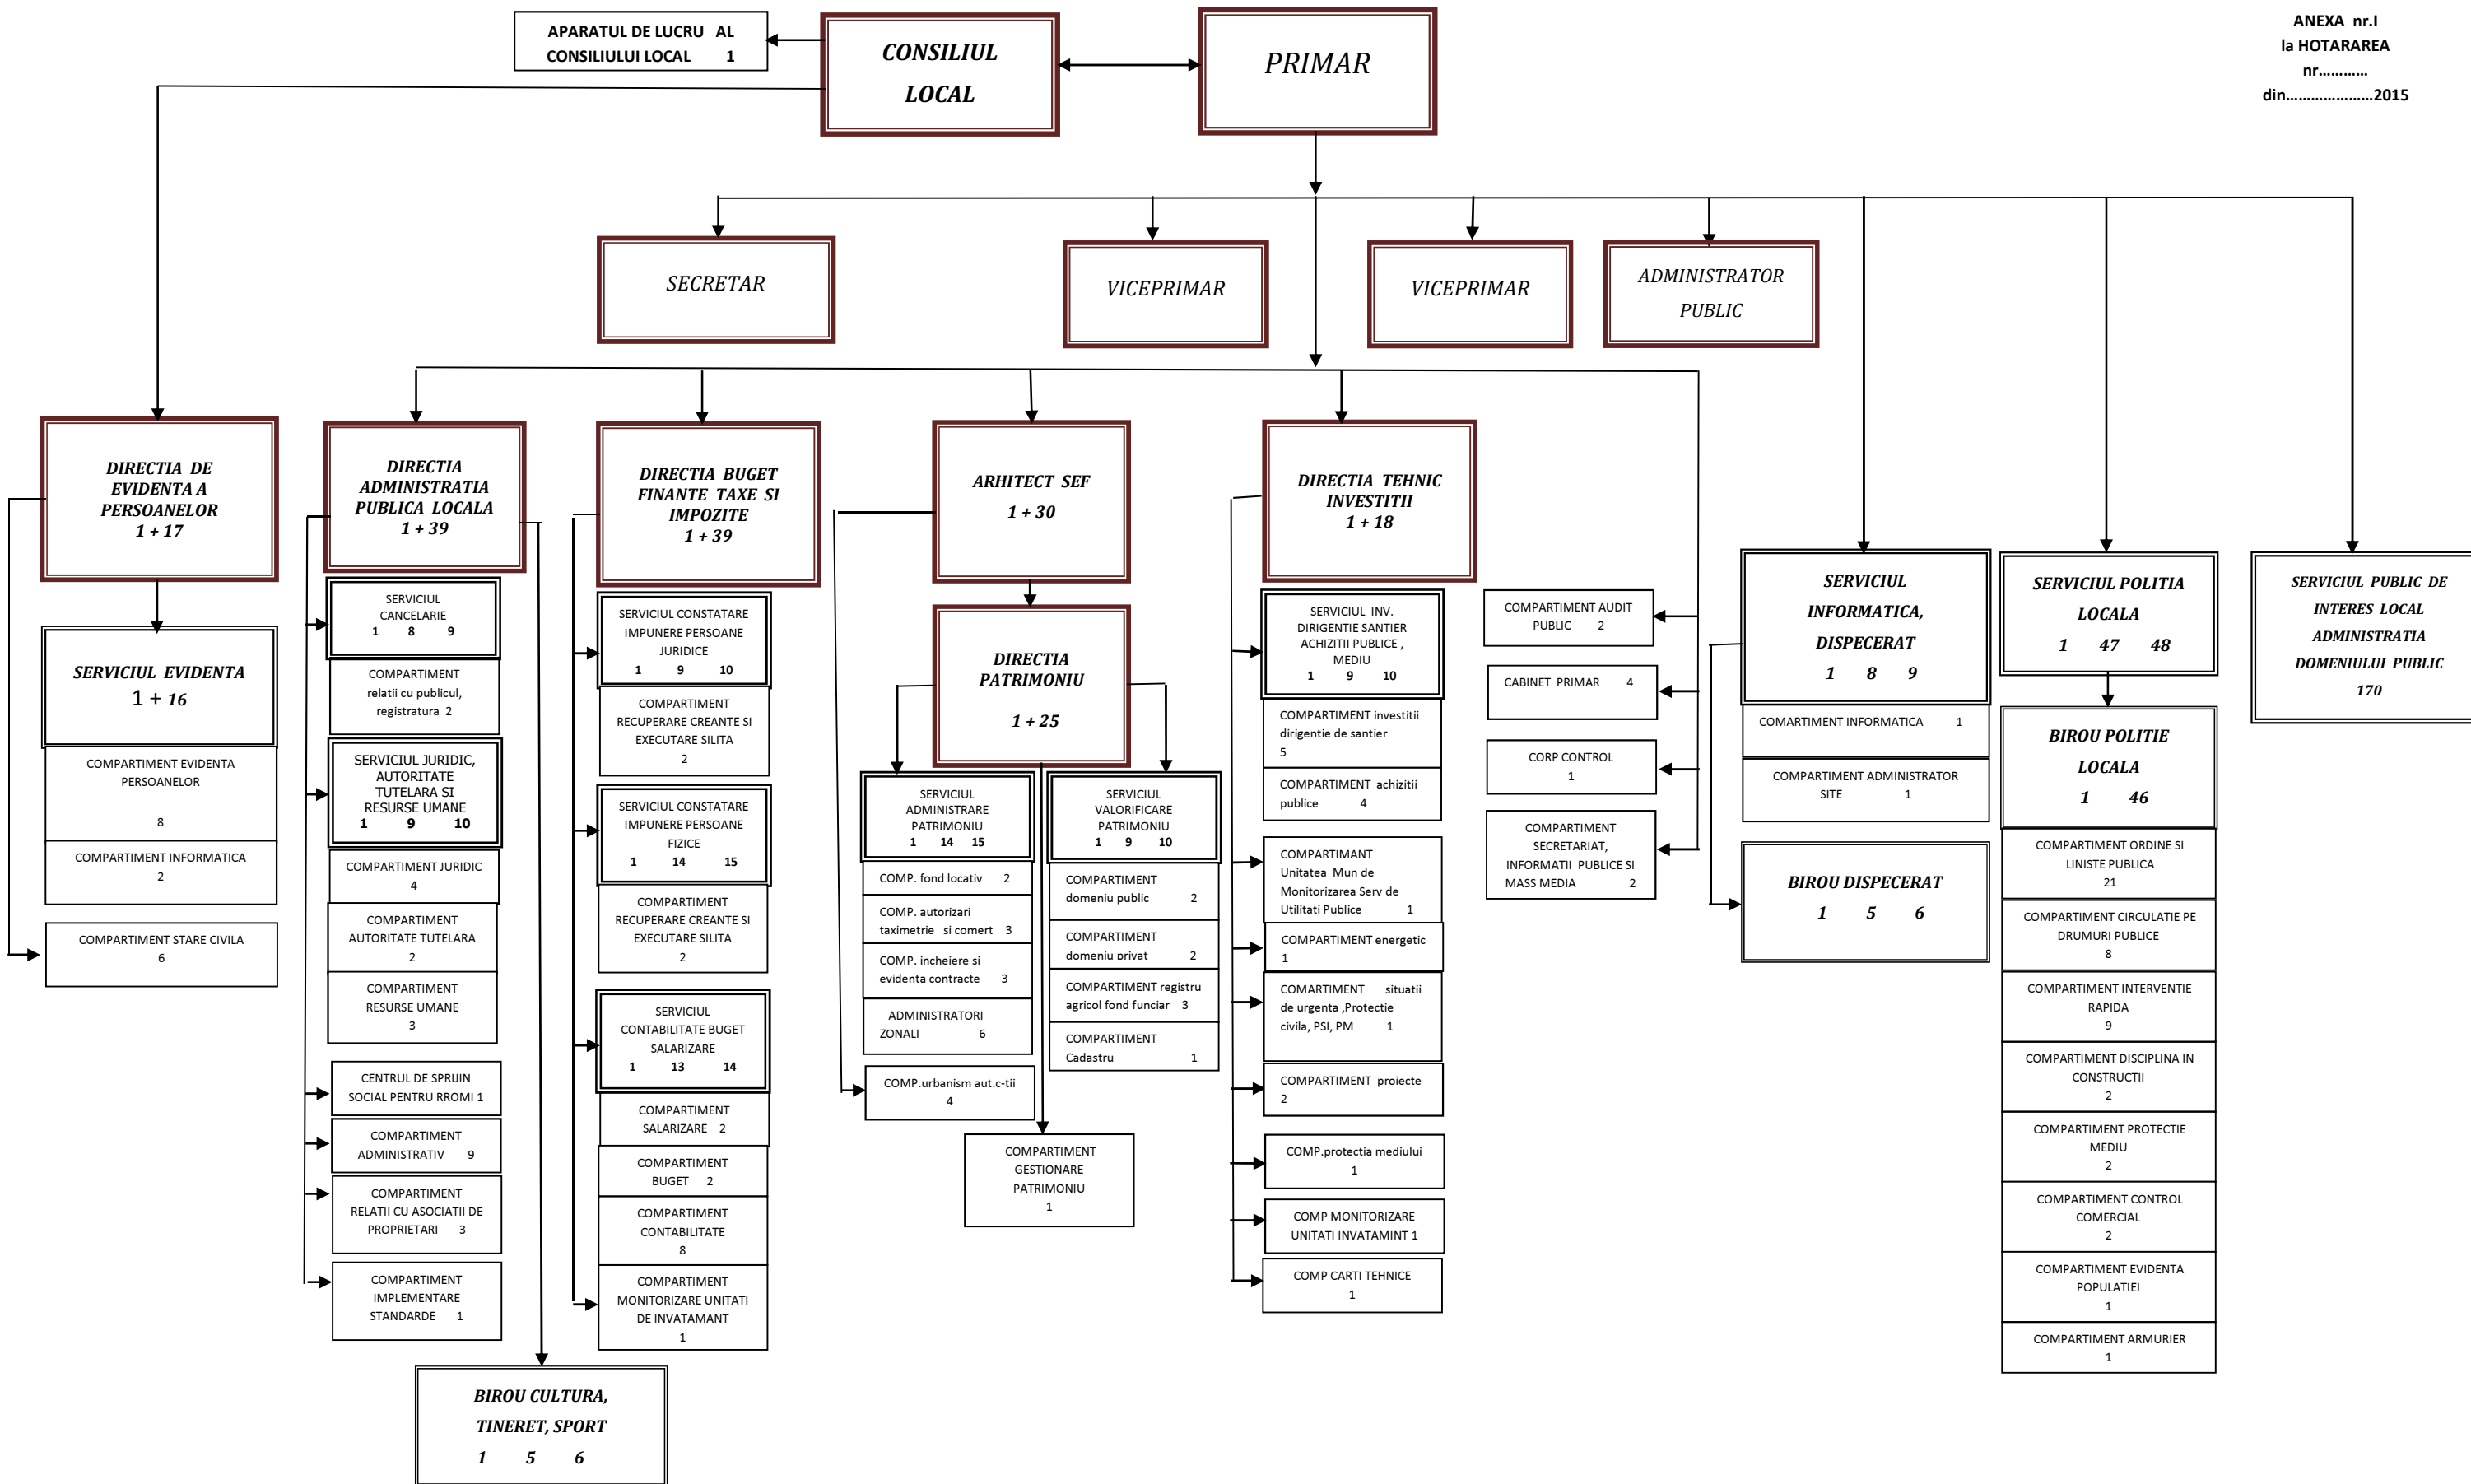 APARATUL DE LUCRU AL
CONSILIULUI LOCAL 1
CONSILIUL
LOCAL
PRIMAR
ANEXA nr.I
la HOTARAREA
nr............
din.....................2015
SECRETAR
VICEPRIMAR
VICEPRIMAR
ADMINISTRATOR
PUBLIC
DIRECTIA DE
EVIDENTA A
PERSOANELOR
1 + 17
SERVICIUL EVIDENTA
1 + 16
COMPARTIMENT EVIDENTA
PERSOANELOR
8
COMPARTIMENT INFORMATICA
2
COMPARTIMENT STARE CIVILA
6
DIRECTIA
ADMINISTRATIA
PUBLICA LOCALA
1 + 39
SERVICIUL
CANCELARIE
1 8 9
COMPARTIMENT
relatii cu publicul,
registratura 2
SERVICIUL JURIDIC,
AUTORITATE
TUTELARA SI
RESURSE UMANE
1 9 10
COMPARTIMENT JURIDIC
4
COMPARTIMENT
AUTORITATE TUTELARA
2
COMPARTIMENT
RESURSE UMANE
3
CENTRUL DE SPRIJIN
SOCIAL PENTRU RROMI 1
COMPARTIMENT
ADMINISTRATIV 9
COMPARTIMENT
RELATII CU ASOCIATII DE
PROPRIETARI 3
COMPARTIMENT
IMPLEMENTARE
STANDARDE 1
BIROU CULTURA,
TINERET, SPORT
1 5 6
DIRECTIA BUGET
FINANTE TAXE SI
IMPOZITE
1 + 39
SERVICIUL CONSTATARE
IMPUNERE PERSOANE
JURIDICE
1 9 10
COMPARTIMENT
RECUPERARE CREANTE SI
EXECUTARE SILITA
2
SERVICIUL CONSTATARE
IMPUNERE PERSOANE
FIZICE
1 14 15
COMPARTIMENT
RECUPERARE CREANTE SI
EXECUTARE SILITA
2
SERVICIUL
CONTABILITATE BUGET
SALARIZARE
1 13 14
COMPARTIMENT
SALARIZARE 2
COMPARTIMENT
BUGET 2
COMPARTIMENT
CONTABILITATE
8
COMPARTIMENT
MONITORIZARE UNITATI
DE INVATAMANT
1
ARHITECT SEF
1 + 30
DIRECTIA
PATRIMONIU
1 + 25
SERVICIUL
ADMINISTRARE
PATRIMONIU
1 14 15
COMP. fond locativ 2
COMP. autorizari
taximetrie si comert 3
COMP. incheiere si
evidenta contracte 3
ADMINISTRATORI
ZONALI 6
COMP.urbanism aut.c-tii
4
SERVICIUL
VALORIFICARE
PATRIMONIU
1 9 10
COMPARTIMENT
domeniu public 2
COMPARTIMENT
domeniu privat 2
COMPARTIMENT registru
agricol fond funciar 3
COMPARTIMENT
Cadastru 1
COMPARTIMENT
GESTIONARE
PATRIMONIU
1
DIRECTIA TEHNIC
INVESTITII
1 + 18
SERVICIUL INV.
DIRIGENTIE SANTIER
ACHIZITII PUBLICE ,
MEDIU
1 9 10
COMPARTIMENT investitii
dirigentie de santier
5
COMPARTIMENT achizitii
publice 4
COMPARTIMANT
Unitatea Mun de
Monitorizarea Serv de
Utilitati Publice 1
COMPARTIMENT energetic
1
COMARTIMENT situatii
de urgenta ,Protectie
civila, PSI, PM 1
COMPARTIMENT proiecte
2
COMP.protectia mediului
1
COMP MONITORIZARE
UNITATI INVATAMINT 1
COMP CARTI TEHNICE
1
COMPARTIMENT AUDIT
PUBLIC 2
CABINET PRIMAR 4
CORP CONTROL
1
COMPARTIMENT
SECRETARIAT,
INFORMATII PUBLICE SI
MASS MEDIA 2
SERVICIUL
INFORMATICA,
DISPECERAT
1 8 9
COMARTIMENT INFORMATICA 1
COMPARTIMENT ADMINISTRATOR
SITE 1
BIROU DISPECERAT
1 5 6
SERVICIUL POLITIA
LOCALA
1 47 48
BIROU POLITIE
LOCALA
1 46
COMPARTIMENT ORDINE SI
LINISTE PUBLICA
21
COMPARTIMENT CIRCULATIE PE
DRUMURI PUBLICE
8
COMPARTIMENT INTERVENTIE
RAPIDA
9
COMPARTIMENT DISCIPLINA IN
CONSTRUCTII
2
COMPARTIMENT PROTECTIE
MEDIU
2
COMPARTIMENT CONTROL
COMERCIAL
2
COMPARTIMENT EVIDENTA
POPULATIEI
1
COMPARTIMENT ARMURIER
1
SERVICIUL PUBLIC DE
INTERES LOCAL
ADMINISTRATIA
DOMENIULUI PUBLIC
170